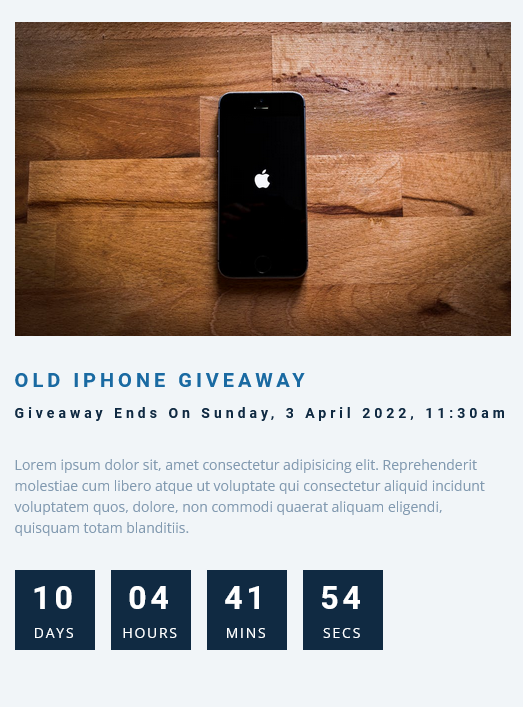 OLD IPHONE GIVEAWAY
Giveaway Ends On Sunday, 3 April 2022, 11:30am
Lorem ipsum dolor sit, amet consectetur adipisicing elit. Reprehenderit
molestiae cum libero atque ut voluptate qui consectetur aliquid incidunt
voluptatem quos, dolore, non commodi quaerat aliquam eligendi,
quisquam totam blanditiis.
10 04 41 54
DAYS HOURS MINS SECS